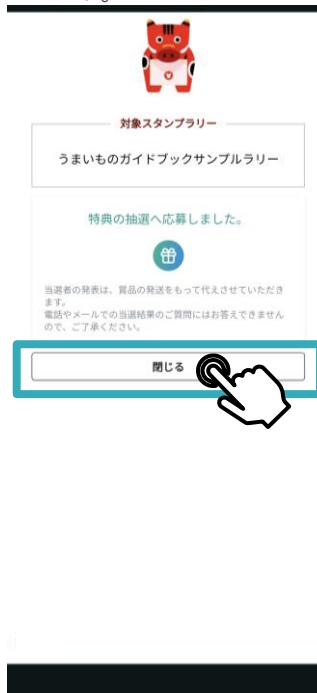 対象スタンプラリー
うまいものガイドブックサンプルラリー
特典の抽選へ応募しました。
当選者の発表は、賞品の発送をもって代えさせていただき
ます。
電話やメールでの当選結果のご質問にはお答えできません
ので、ご了承ください。
閉じる